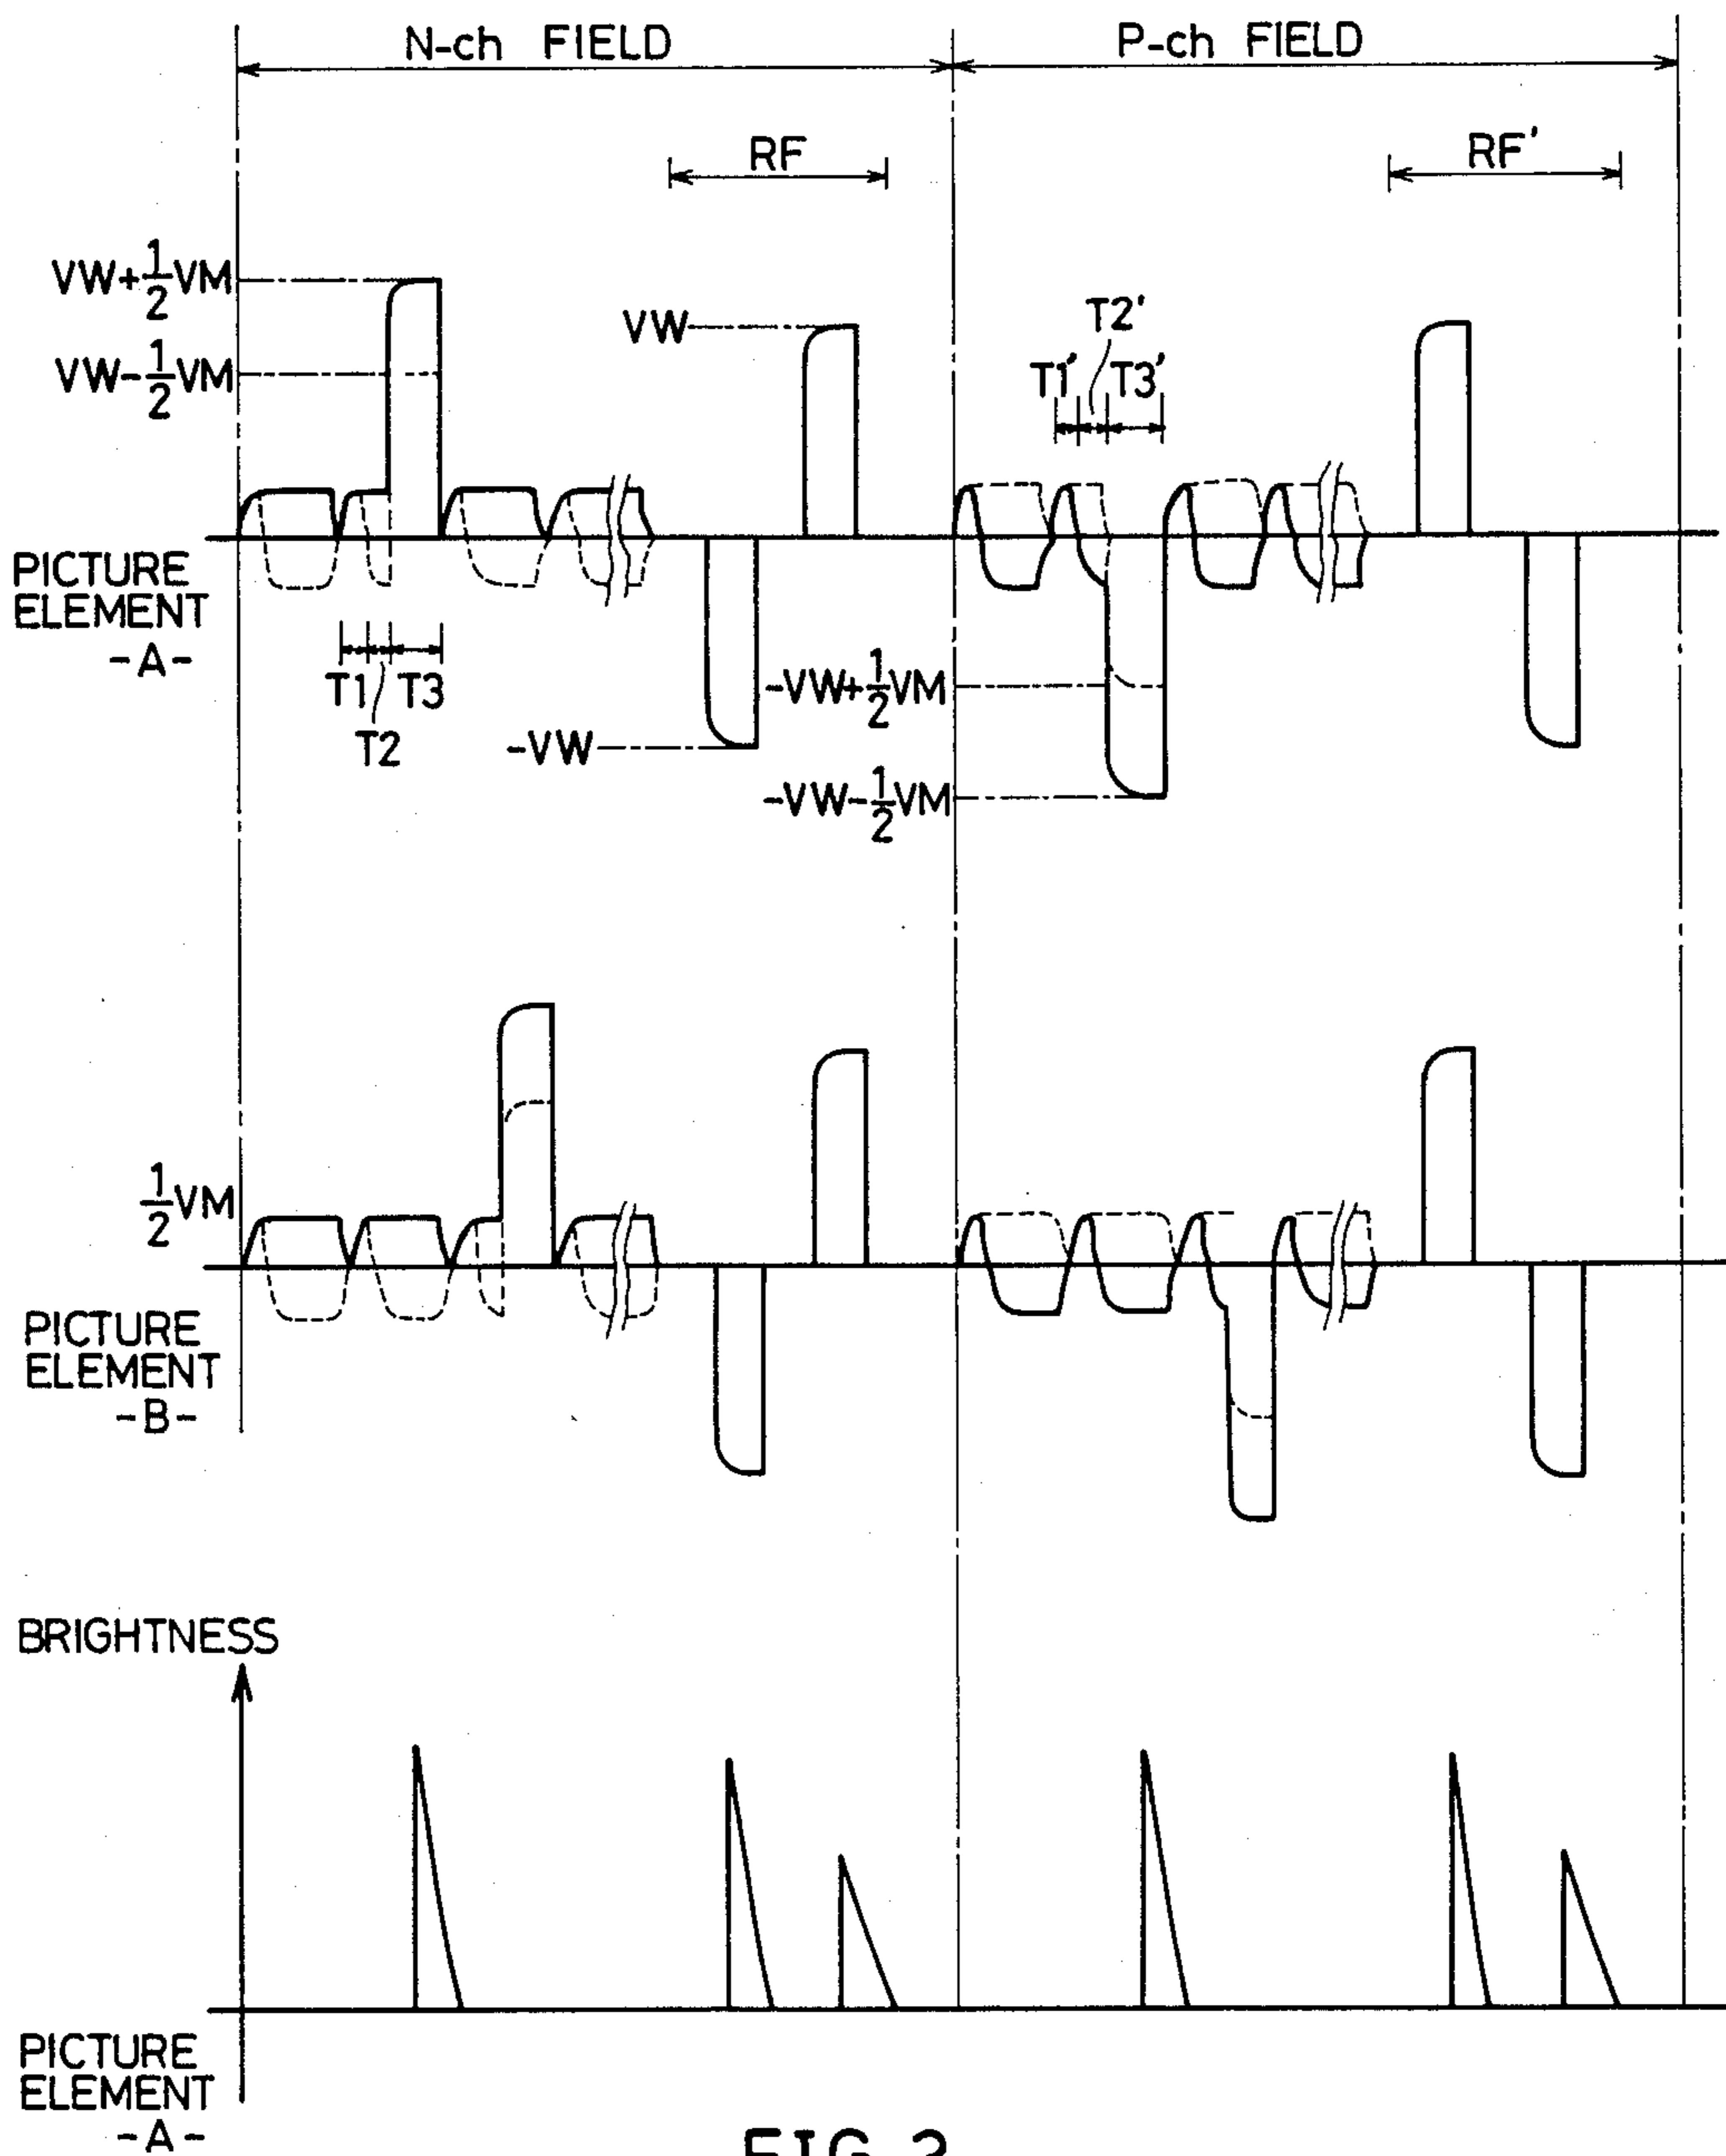 N-ch FIELD
P-ch FIELD
RF
RF'
VW+1/2VM
VW-1/2VM
VW
T2'
T1' T3'
PICTURE
ELEMENT
-A-
T1 T3
T2
-VW
-VW+1/2VM
-VW-1/2VM
1/2VM
PICTURE
ELEMENT
-B-
BRIGHTNESS
PICTURE
ELEMENT
-A-